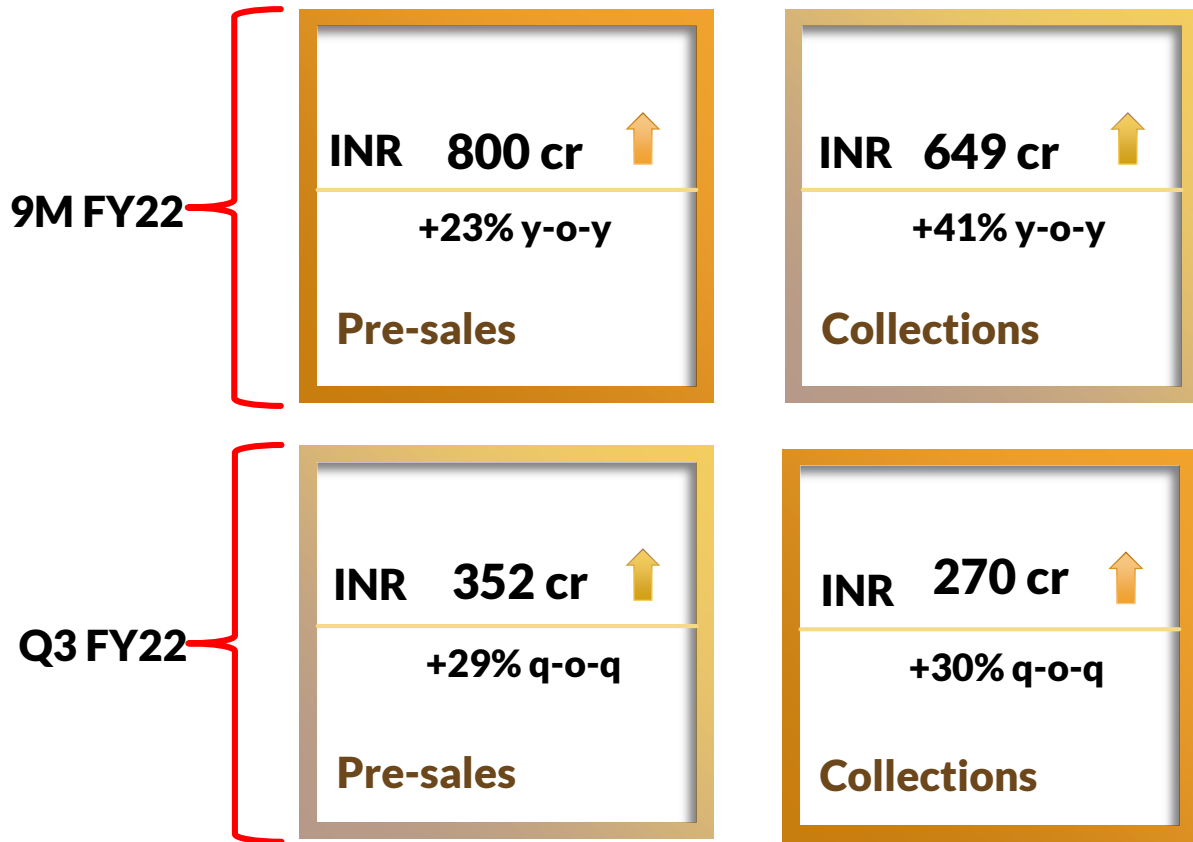 9M FY22
INR 800 cr
+23% y-o-y
Pre-sales
INR 649 cr
+41% y-o-y
Collections
Q3 FY22
INR 352 cr
+29% q-o-q
Pre-sales
INR 270 cr
+30% q-o-q
Collections